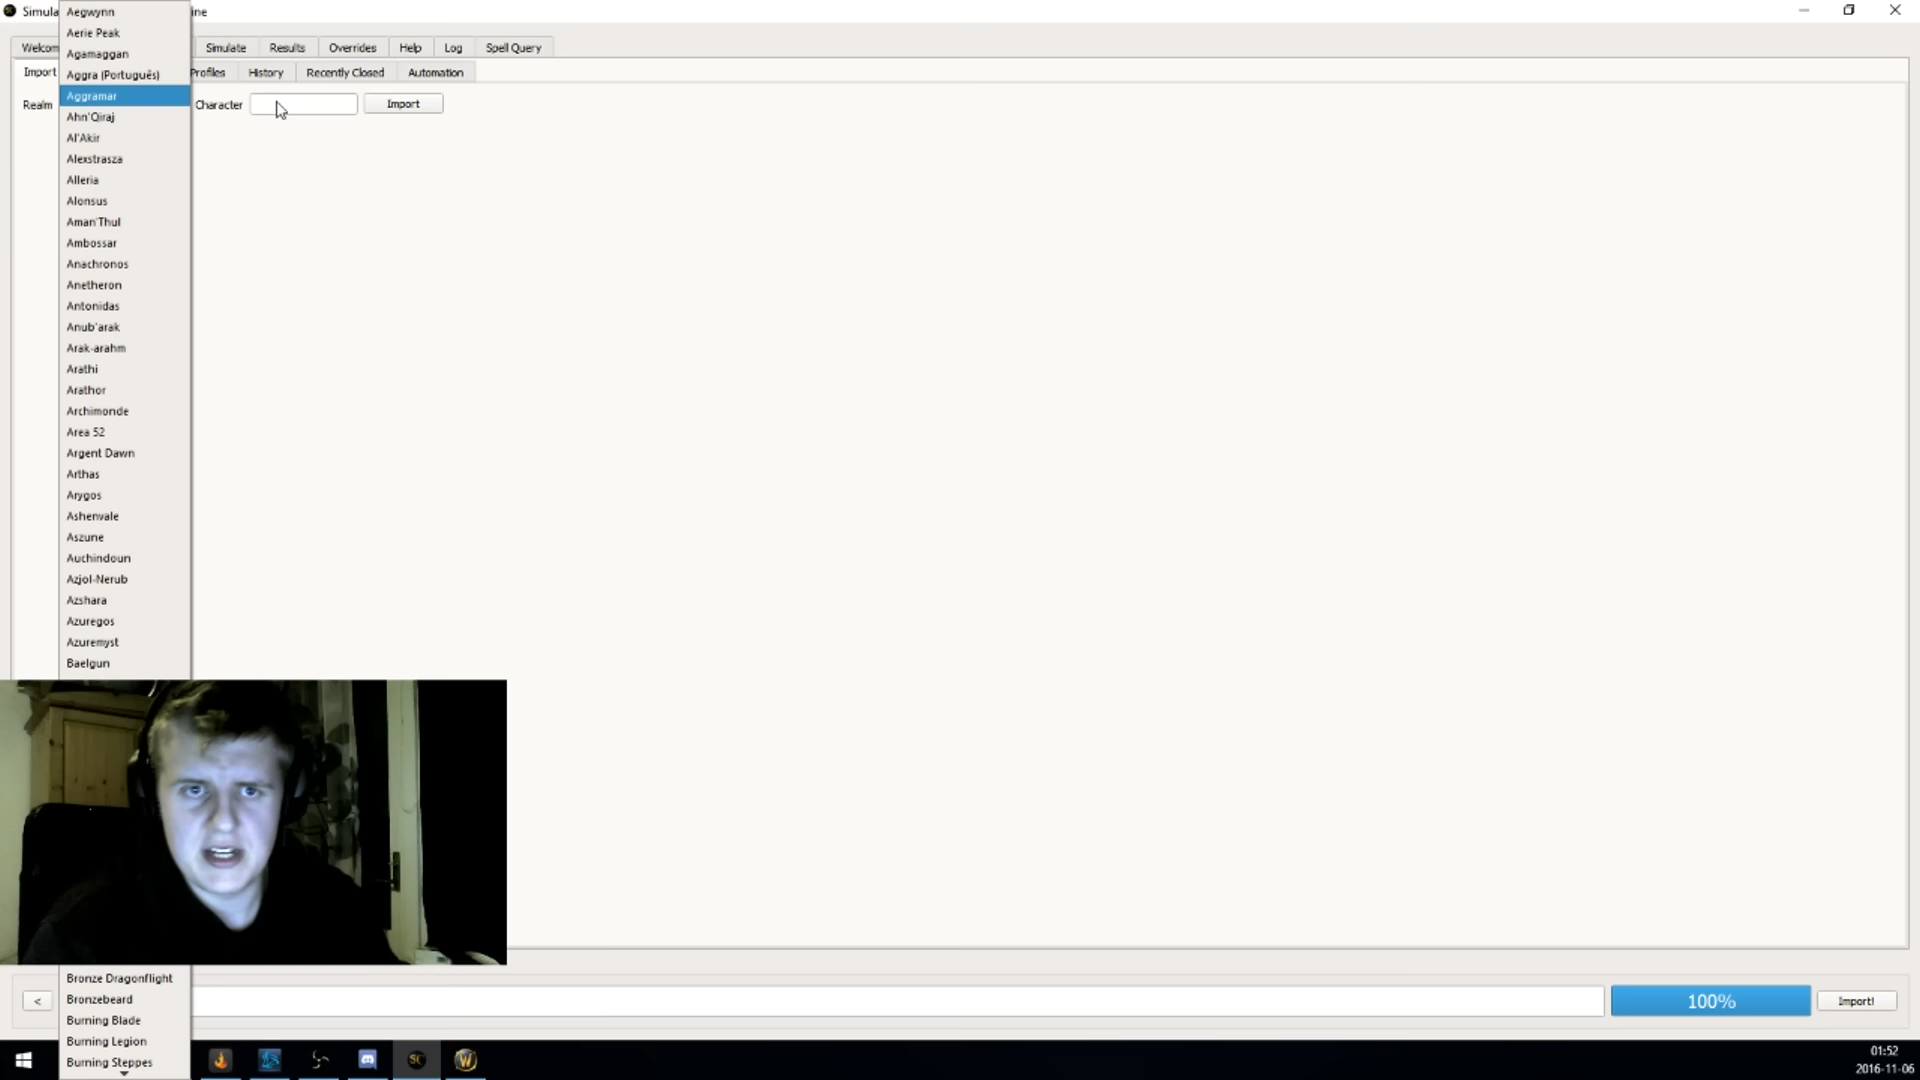 Simula
ine
Welcom
Simulate
Results
Overrides
Help
Log
Spell Query
Import
Profiles
History
Recently Closed
Automation
Realm
Character
Import
Aegwynn
Aerie Peak
Agamaggan
Aggra (Português)
Aggramar
Ahn'Qiraj
Al'Akir
Alexstrasza
Alleria
Alonsus
Aman'Thul
Ambossar
Anachronos
Anetheron
Antonidas
Anub'arak
Arak-arahm
Arathi
Arathor
Archimonde
Area 52
Argent Dawn
Arthas
Arygos
Ashenvale
Aszune
Auchindoun
Azjol-Nerub
Azshara
Azuregos
Azuremyst
Baelgun
Bronze Dragonflight
Bronzebeard
Burning Blade
Burning Legion
Burning Steppes
<
100%
Import!
SC
W
01:52
2016-11-06